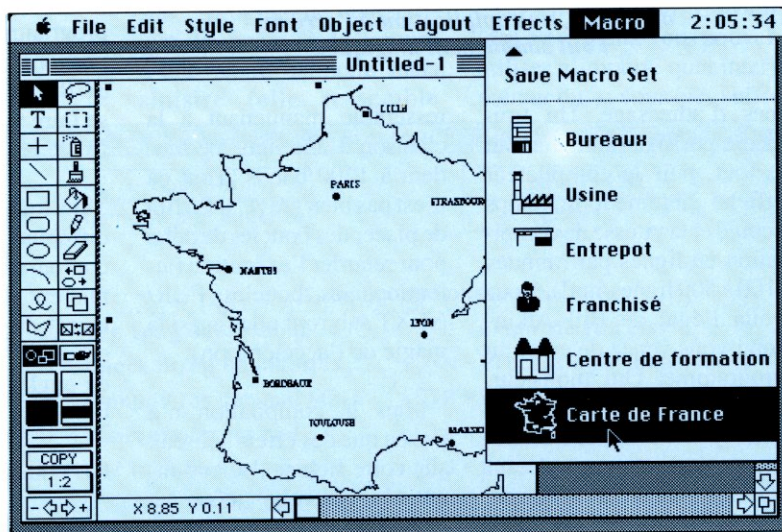 File Edit Style Font Object Layout Effects Macro 2:05:34
Untitled-1
Save Macro Set
Bureaux
Usine
Entrepot
Franchisé
Centre de formation
Carte de France
T
LILLE
PARIS
STRASBOUR
NANTES
LYON
BORDEAUX
TOULOUSE
MARSE
COPY
1:2
X 8.85 Y 0.11